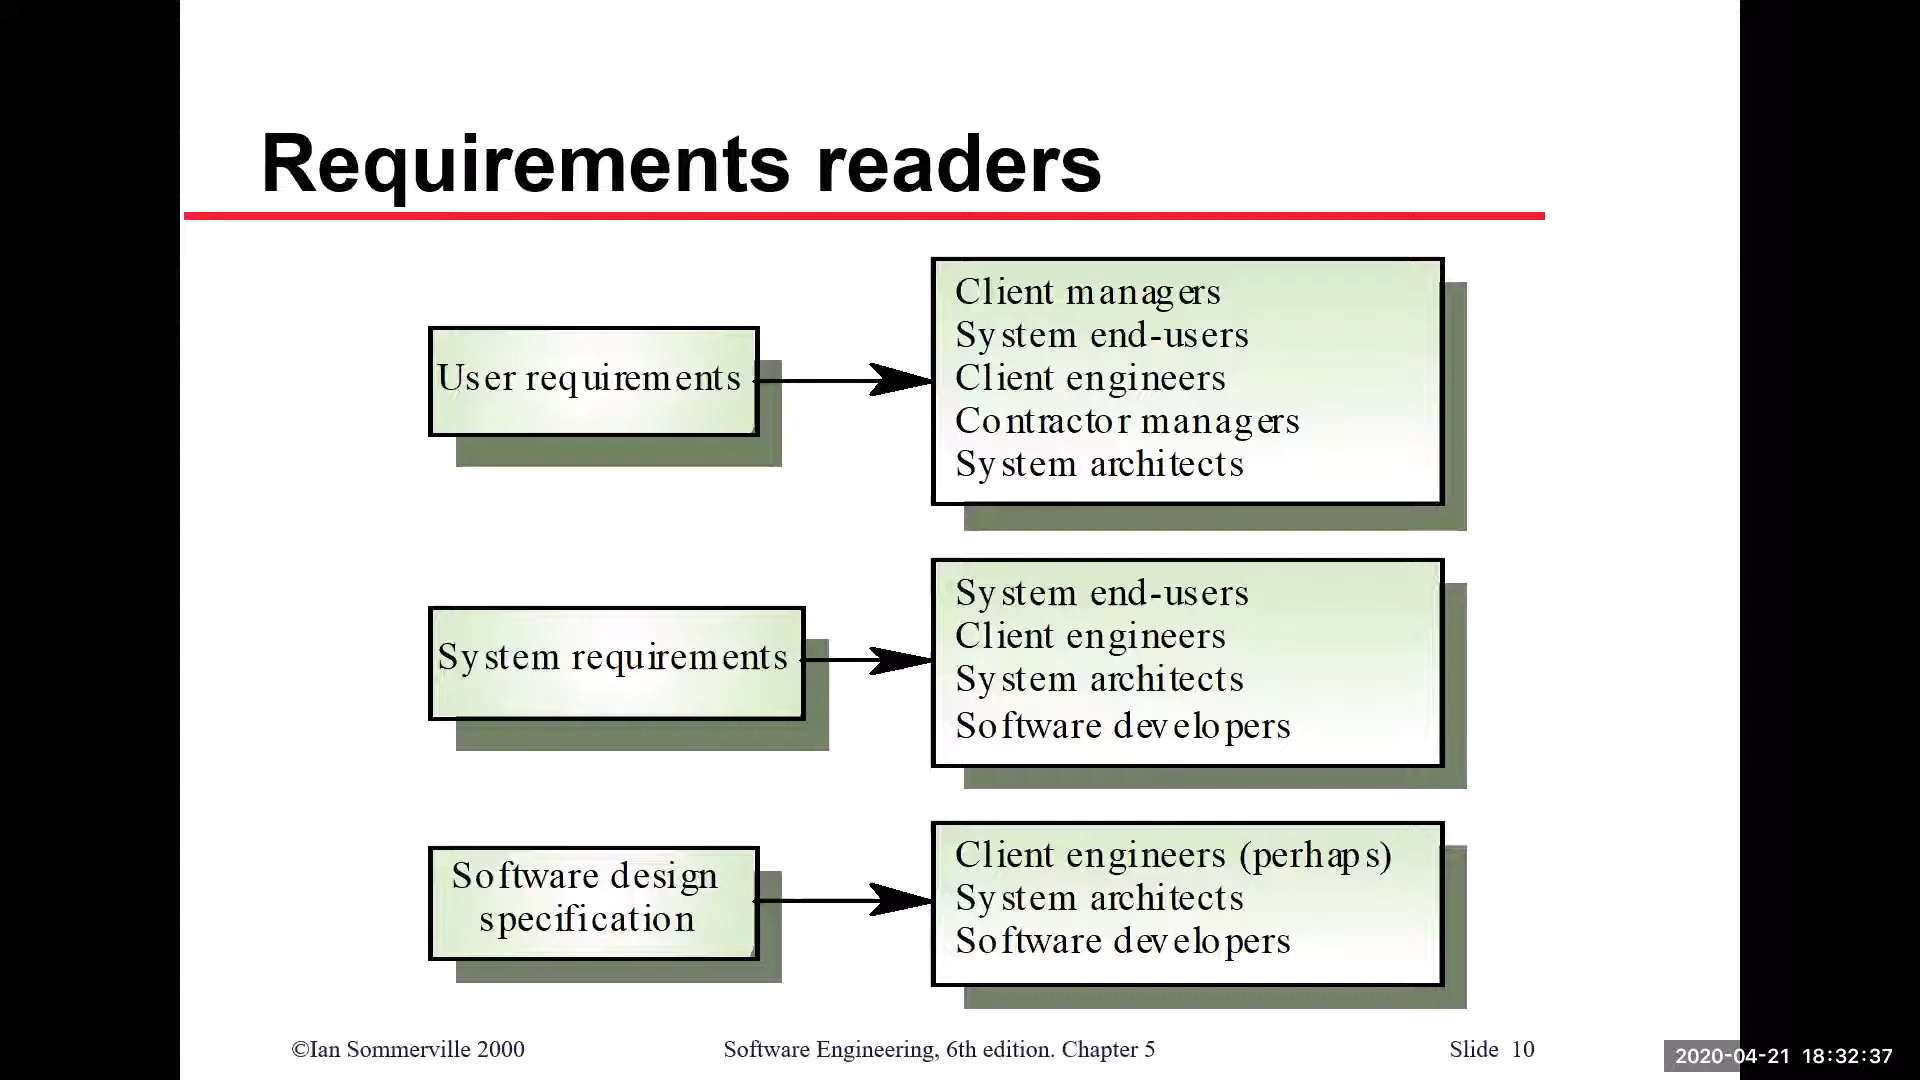 Requirements readers
User requirements
Client managers
System end-users
Client engineers
Contractor managers
System architects
System requirements
System end-users
Client engineers
System architects
Software developers
Software design
specification
Client engineers (perhaps)
System architects
Software developers
©Ian Sommerville 2000
Software Engineering, 6th edition. Chapter 5
Slide 10
2020-04-21 18:32:37